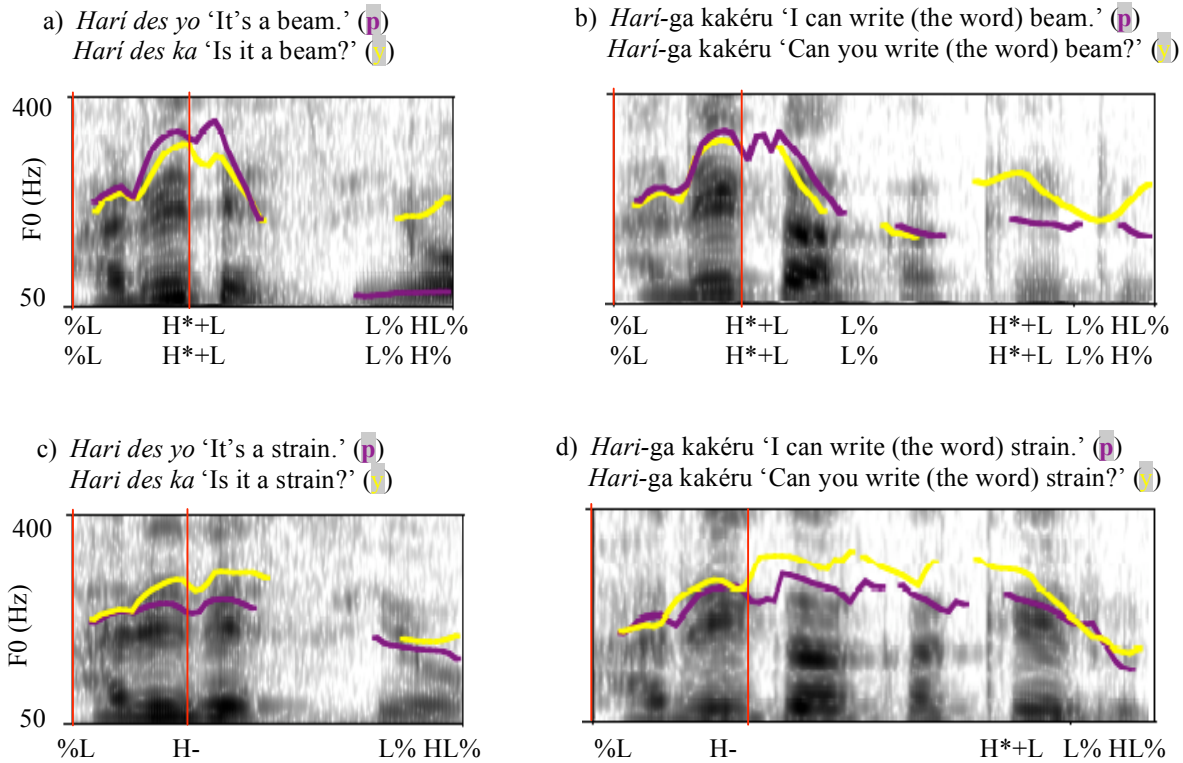 a) Harí des yo ‘It's a beam.’ (p)
Harí des ka ‘Is it a beam?’ (y)
400
F0 (Hz)
50
%L H*+L L% HL%
%L H*+L L% H%
b) Harí-ga kakéru ‘I can write (the word) beam.’ (p)
Harí-ga kakéru ‘Can you write (the word) beam?’ (y)
%L H*+L L% H*+L L% HL%
%L H*+L L% H*+L L% H%
c) Hari des yo ‘It's a strain.’ (p)
Hari des ka ‘Is it a strain?’ (y)
400
F0 (Hz)
50
%L H- L% HL%
d) Hari-ga kakéru ‘I can write (the word) strain.’ (p)
Hari-ga kakéru ‘Can you write (the word) strain?’ (y)
%L H- H*+L L% HL%